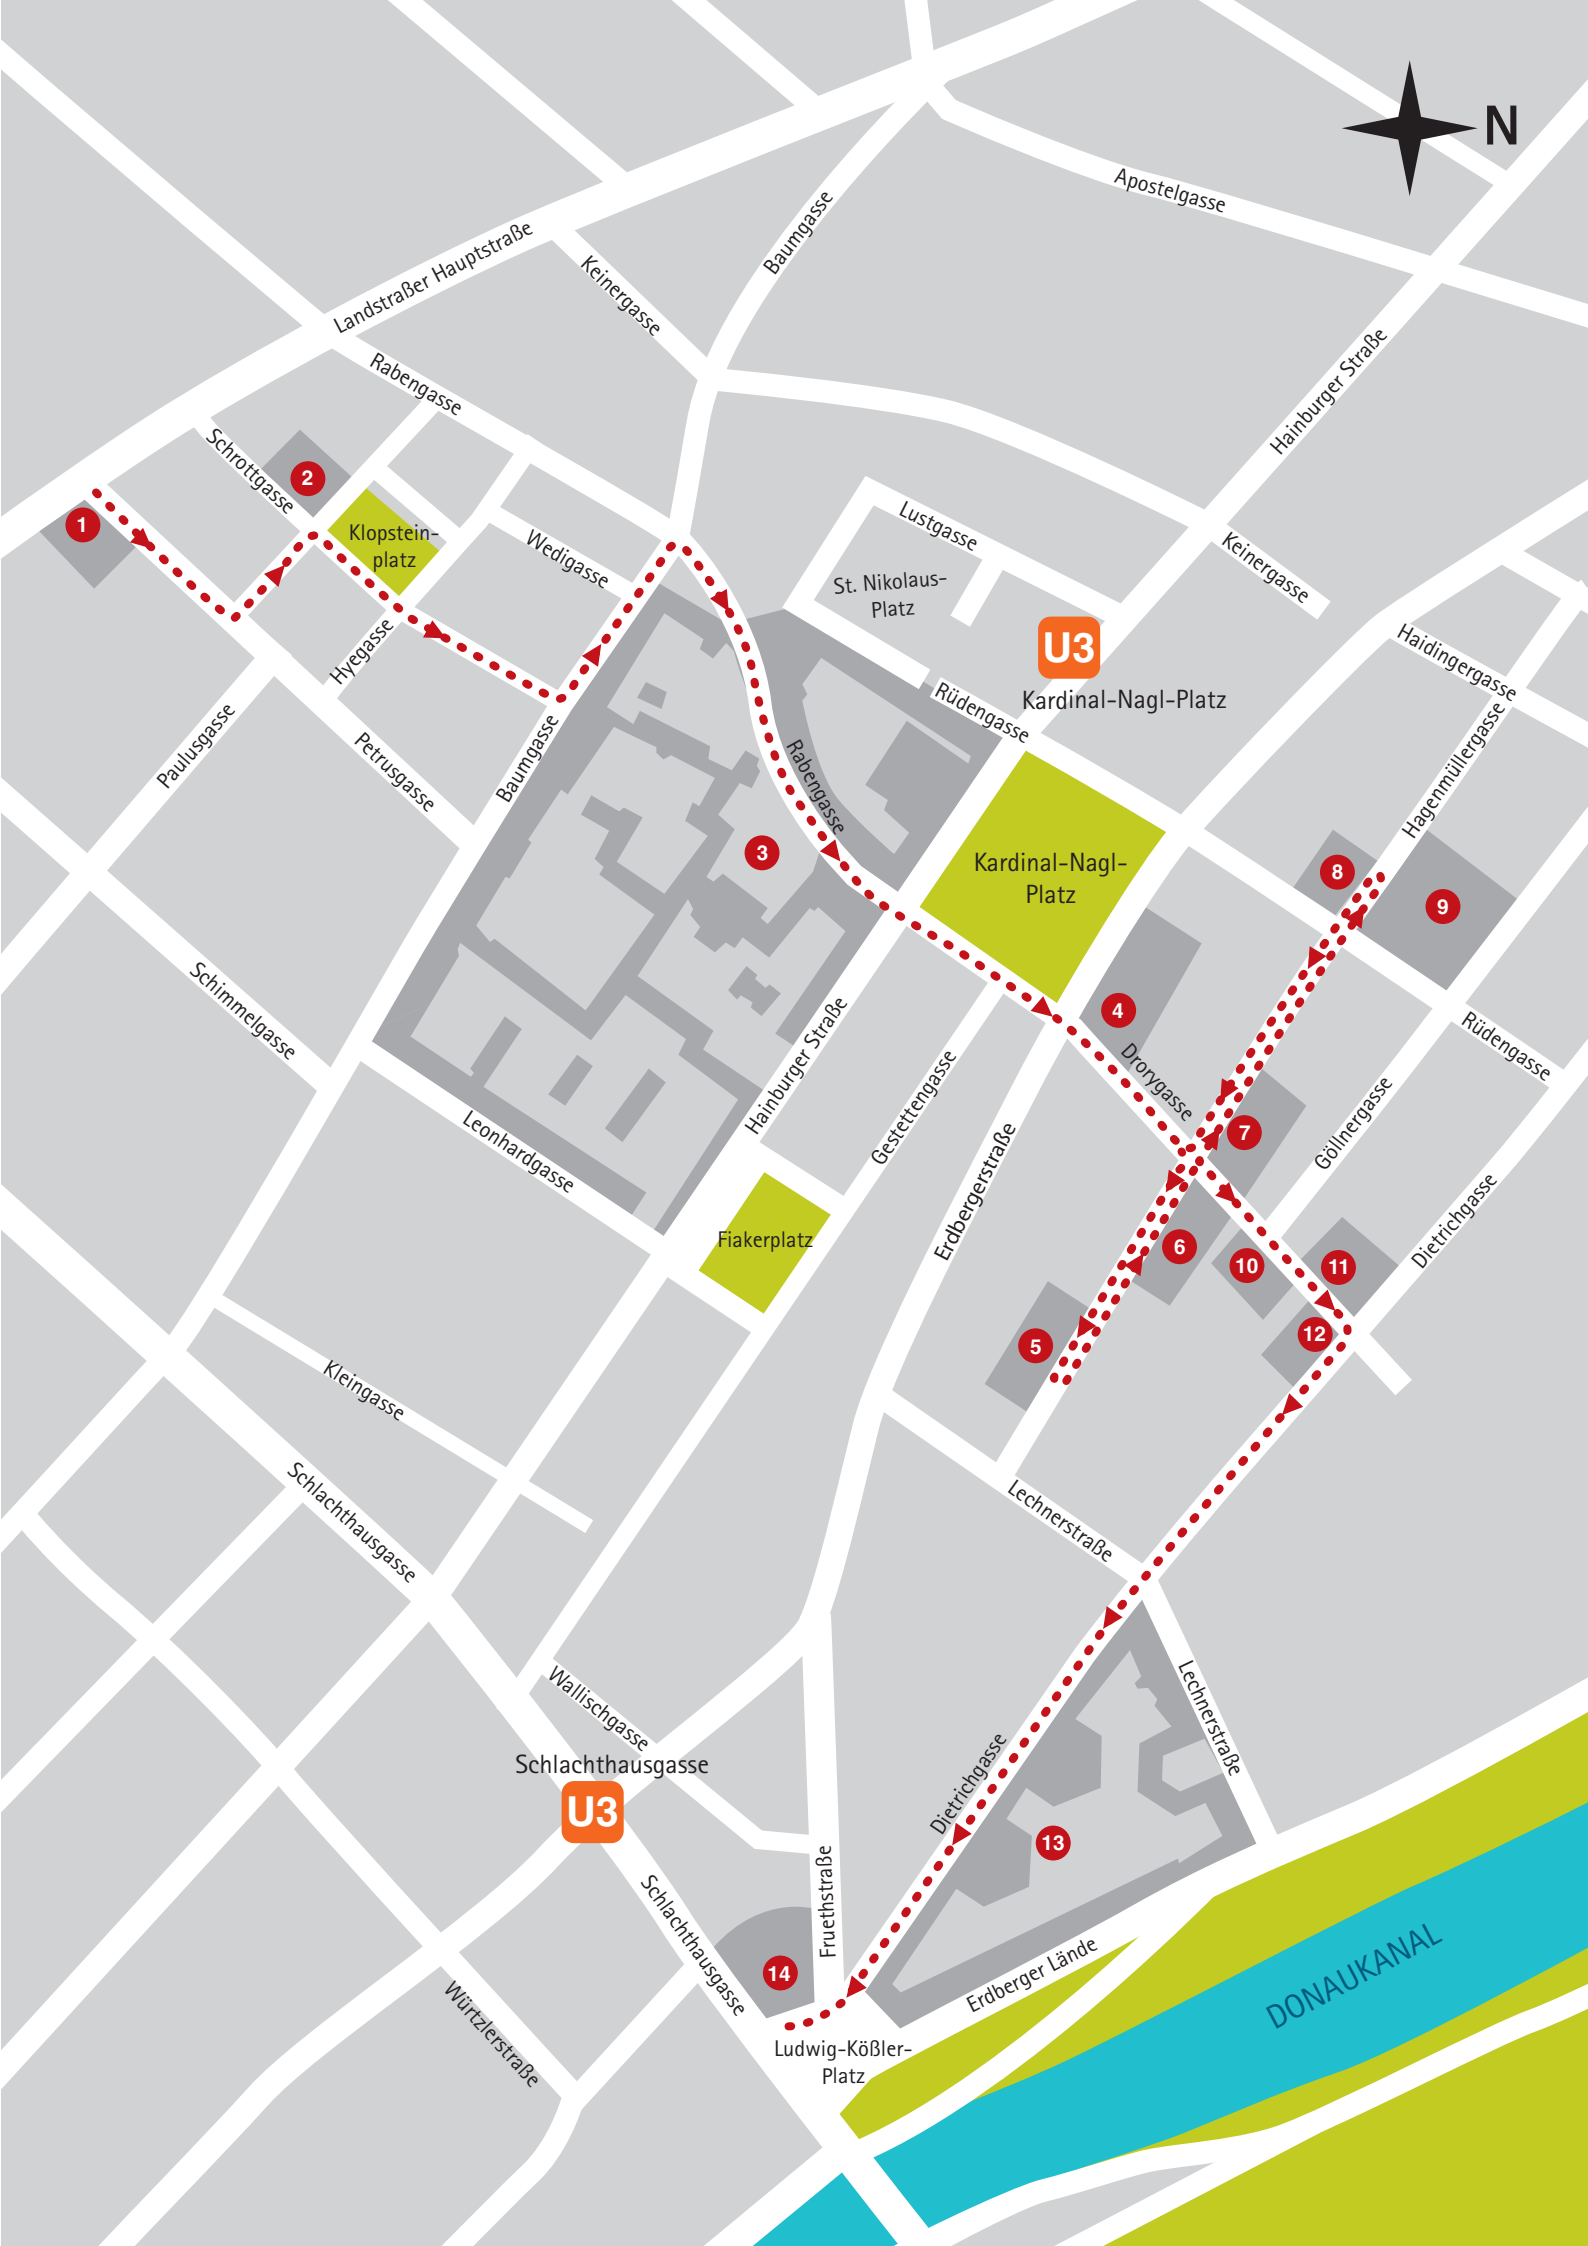 N
Apostelgasse
Baumgasse
Landstraßer Hauptstraße
Keinergasse
Hainburger Straße
Rabengasse
Schrottgasse
2
1
Klopstein-
platz
Wedigasse
Lustgasse
St. Nikolaus-
Platz
Keinergasse
U3
Kardinal-Nagl-Platz
Haidingergasse
Hyegasse
Rüdengasse
Paulusgasse
Petrusgasse
Baumgasse
Rabengasse
Hagenmüllergasse
3
Kardinal-Nagl-
Platz
8
9
Schimmelgasse
4
Drorygasse
Hainburger Straße
Gestettengasse
Rüdengasse
Leonhardgasse
Erdbergerstraße
7
Göllnergasse
Fiakerplatz
6
10
11
Dietrichgasse
5
12
Kleingasse
Schlachthausgasse
Lechnerstraße
Wallischgasse
Lechnerstraße
Schlachthausgasse
U3
Dietrichgasse
13
Fruethstraße
Schlachthausgasse
14
Erdberger Lände
DONAUKANAL
Würtzlerstraße
Ludwig-Kößler-
Platz